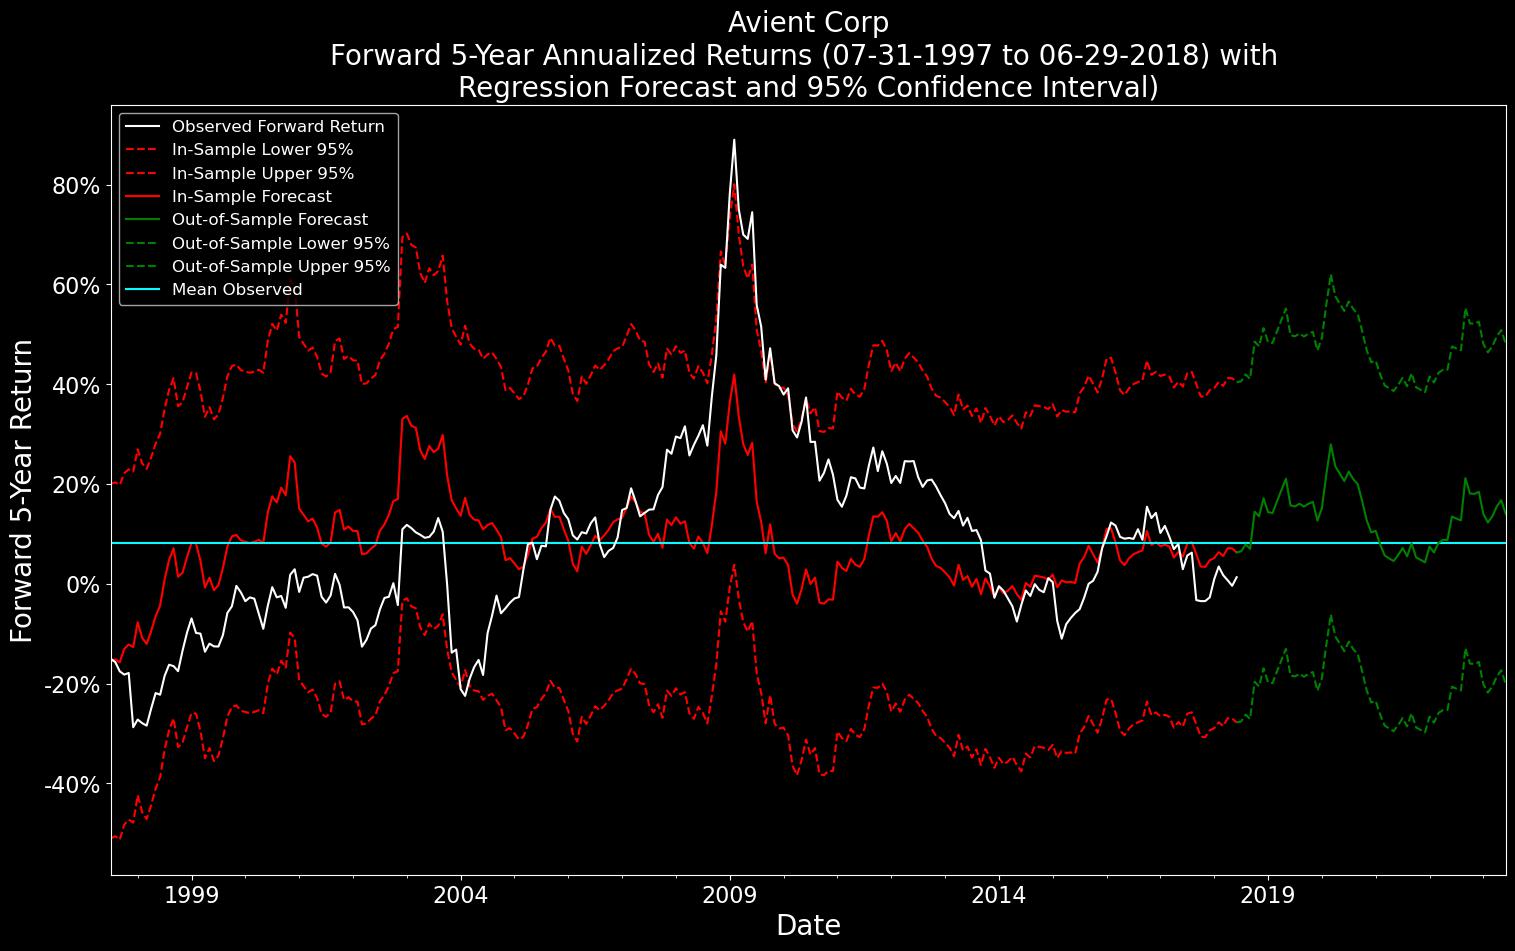 Avient Corp
Forward 5-Year Annualized Returns (07-31-1997 to 06-29-2018) with
Regression Forecast and 95% Confidence Interval)
Observed Forward Return
In-Sample Lower 95%
In-Sample Upper 95%
In-Sample Forecast
Out-of-Sample Forecast
Out-of-Sample Lower 95%
Out-of-Sample Upper 95%
Mean Observed
Forward 5-Year Return
80%
60%
40%
20%
0%
-20%
-40%
1999
2004
2009
2014
2019
Date